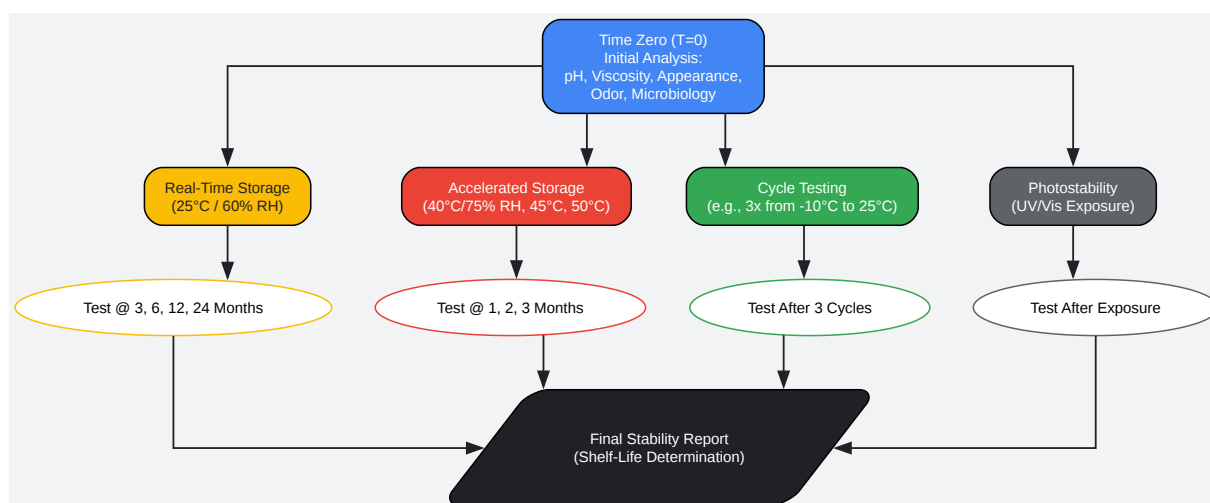 Time Zero (T=0)
Initial Analysis:
pH, Viscosity, Appearance,
Odor, Microbiology
Real-Time Storage
(25°C / 60% RH)
Accelerated Storage
(40°C/75% RH, 45°C, 50°C)
Cycle Testing
(e.g., 3x from -10°C to 25°C)
Photostability
(UV/Vis Exposure)
Test @ 3, 6, 12, 24 Months
Test @ 1, 2, 3 Months
Test After 3 Cycles
Test After Exposure
Final Stability Report
(Shelf-Life Determination)